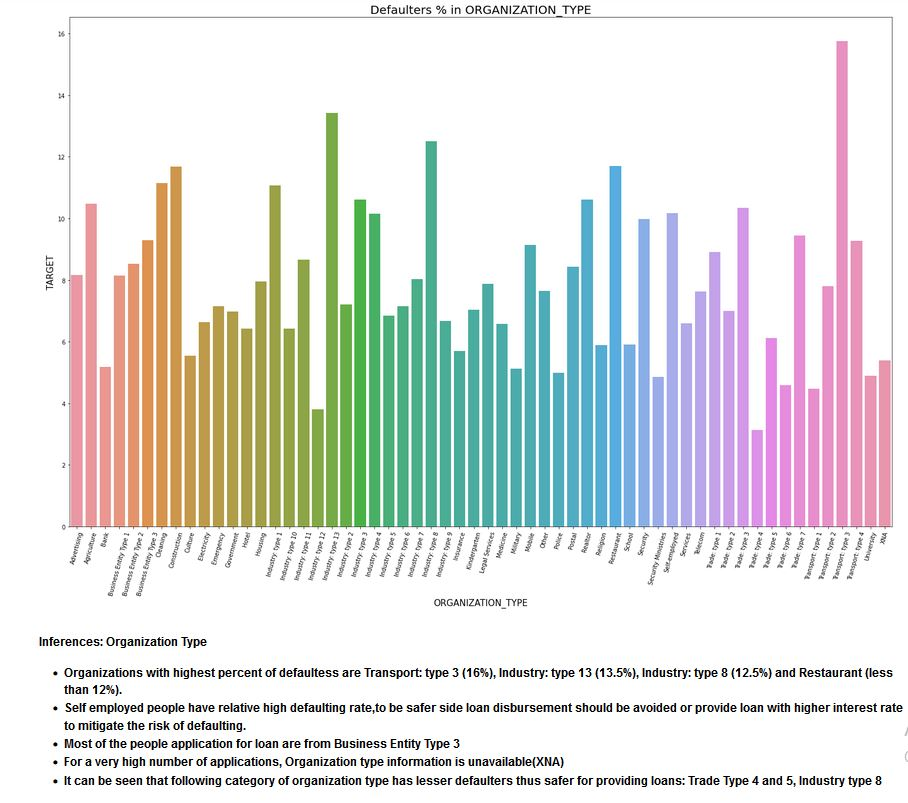 Defaulters % in ORGANIZATION_TYPE
16
14
12
10
8
6
4
2
0
TARGET
Advertising
Agriculture
Bank
Business Entity Type 1
Business Entity Type 2
Business Entity Type 3
Cleaning
Construction
Culture
Electricity
Emergency
Government
Hotel
Housing
Industry: type 1
Industry: type 10
Industry: type 11
Industry: type 12
Industry: type 13
Industry: type 2
Industry: type 3
Industry: type 4
Industry: type 5
Industry: type 6
Industry: type 7
Industry: type 8
Industry: type 9
Insurance
Kindergarten
Legal Services
Medicine
Military
Mobile
Other
Police
Postal
Realtor
Religion
Restaurant
School
Security
Security Ministries
Self-employed
Services
Telecom
Trade: type 1
Trade: type 2
Trade: type 3
Trade: type 4
Trade: type 5
Trade: type 6
Trade: type 7
Transport: type 1
Transport: type 2
Transport: type 3
Transport: type 4
University
XNA
ORGANIZATION_TYPE
Inferences: Organization Type
• Organizations with highest percent of defaultess are Transport: type 3 (16%), Industry: type 13 (13.5%), Industry: type 8 (12.5%) and Restaurant (less
than 12%).
• Self employed people have relative high defaulting rate,to be safer side loan disbursement should be avoided or provide loan with higher interest rate
to mitigate the risk of defaulting.
• Most of the people application for loan are from Business Entity Type 3
• For a very high number of applications, Organization type information is unavailable(XNA)
• It can be seen that following category of organization type has lesser defaulters thus safer for providing loans: Trade Type 4 and 5, Industry type 8